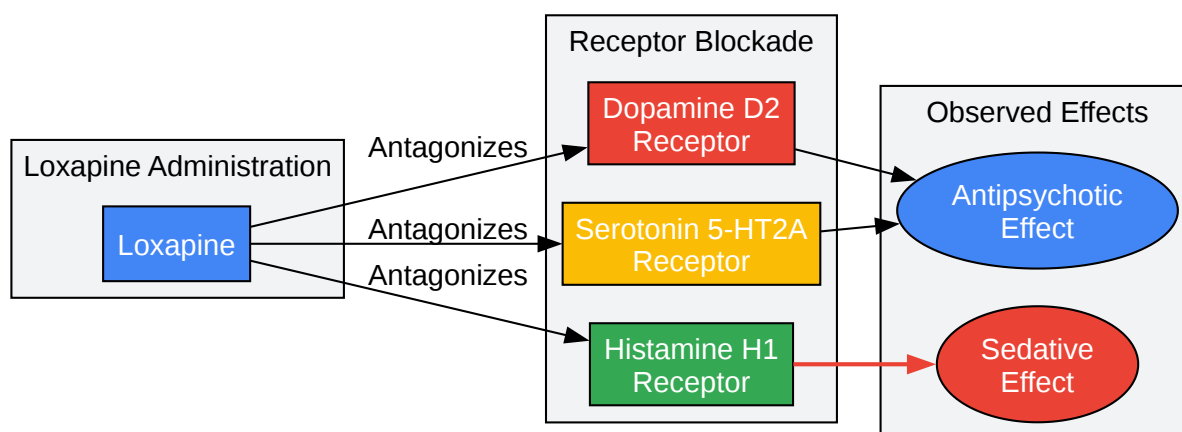 Loxapine Administration
Loxapine
Antagonizes
Antagonizes
Antagonizes
Receptor Blockade
Dopamine D2
Receptor
Serotonin 5-HT2A
Receptor
Histamine H1
Receptor
Observed Effects
Antipsychotic
Effect
Sedative
Effect